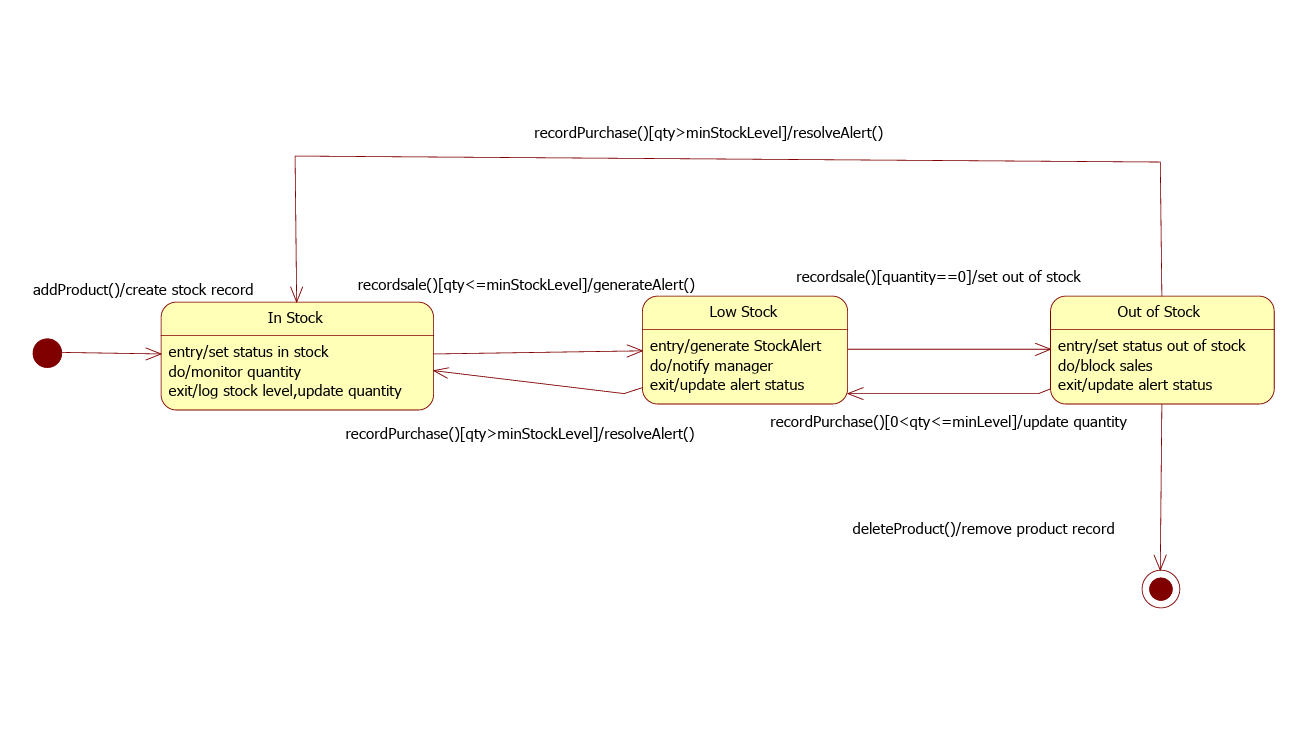 recordPurchase()[qty>minStockLevel]/resolveAlert()
addProduct()/create stock record
recordsale()[qty<=minStockLevel]/generateAlert()
recordsale()[quantity==0]/set out of stock
In Stock
entry/set status in stock
do/monitor quantity
exit/log stock level,update quantity
Low Stock
entry/generate StockAlert
do/notify manager
exit/update alert status
Out of Stock
entry/set status out of stock
do/block sales
exit/update alert status
recordPurchase()[qty>minStockLevel]/resolveAlert()
recordPurchase()[0<qty<=minLevel]/update quantity
deleteProduct()/remove product record